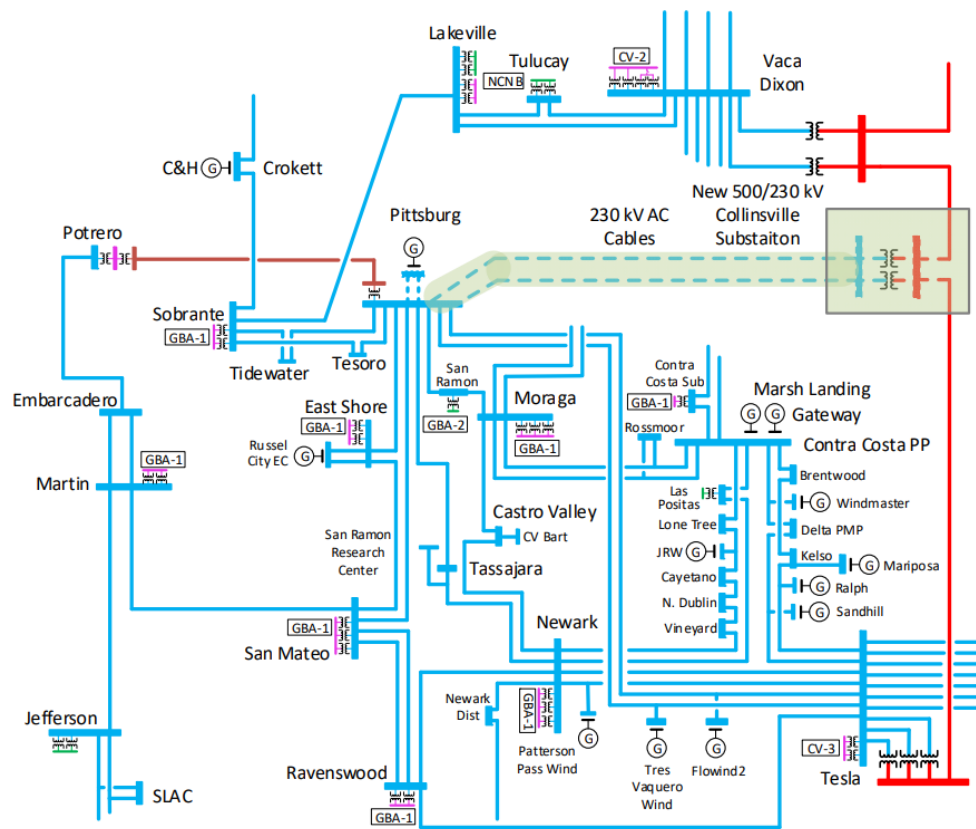 Lakeville
Tulucay
NCNB
CV-2
Vaca
Dixon
C&H
G
Crokett
Potrero
Pittsburg
G
230 kV AC
Cables
New 500/230 kV
Collinsville
Substaiton
Sobrante
GBA-1
Tidewater
Tesoro
San
Ramon
GBA-2
Moraga
GBA-1
Contra
Costa Sub
GBA-1
Rossmoor
Marsh Landing
Gateway
G
G
Contra Costa PP
Embarcadero
East Shore
GBA-1
Russel
City EC
G
GBA-1
Martin
Brentwood
G
Windmaster
Las
Positas
Lone Tree
Delta PMP
JRW
G
Kelso
G
Mariposa
Castro Valley
CV Bart
San Ramon
Research
Center
Tassajara
Cayetano
G
Ralph
N. Dublin
G
Sandhill
Vineyard
GBA-1
San Mateo
Newark
Newark
Dist
GBA-1
Jefferson
Patterson
Pass Wind
G
G
Tres
Vaquero
Wind
G
Flowind2
CV-3
Tesla
SLAC
Ravenswood
GBA-1